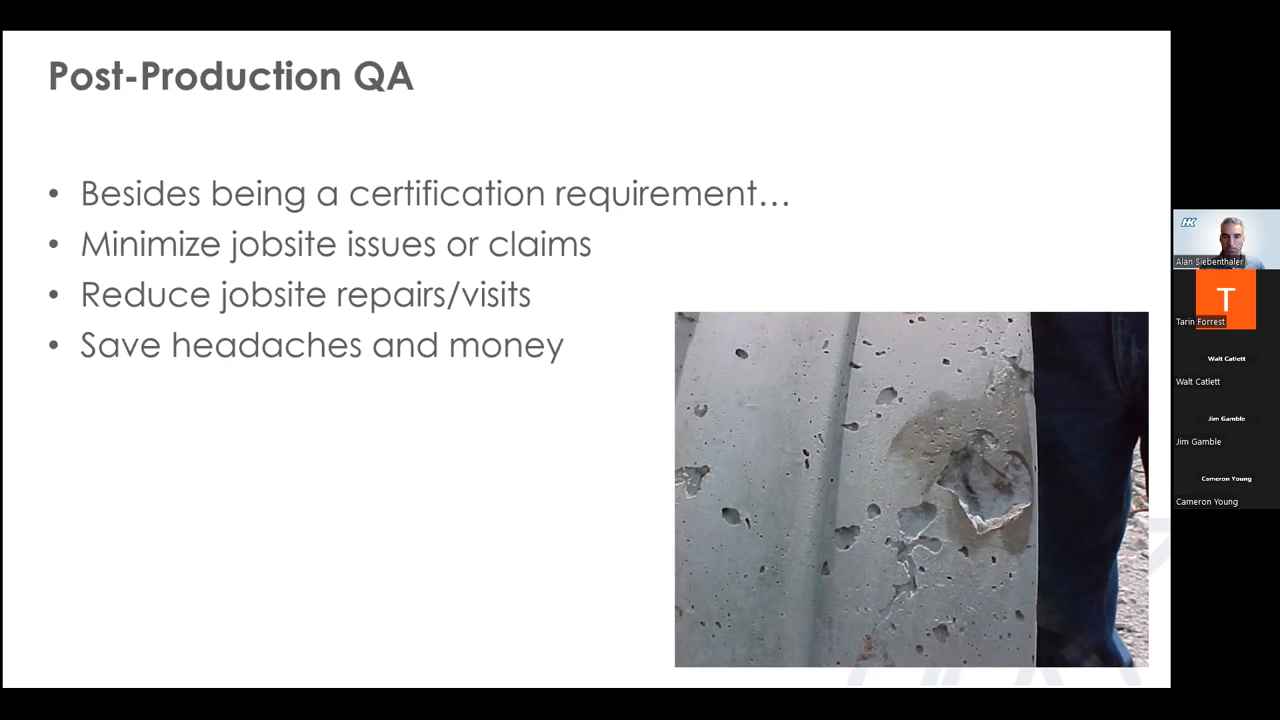 Post-Production QA
• Besides being a certification requirement…
• Minimize jobsite issues or claims
• Reduce jobsite repairs/visits
• Save headaches and money
HK
Alan Siebenthaler
T
Tarin Forrest
Walt Catlett
Walt Catlett
Jim Gamble
Jim Gamble
Cameron Young
Cameron Young